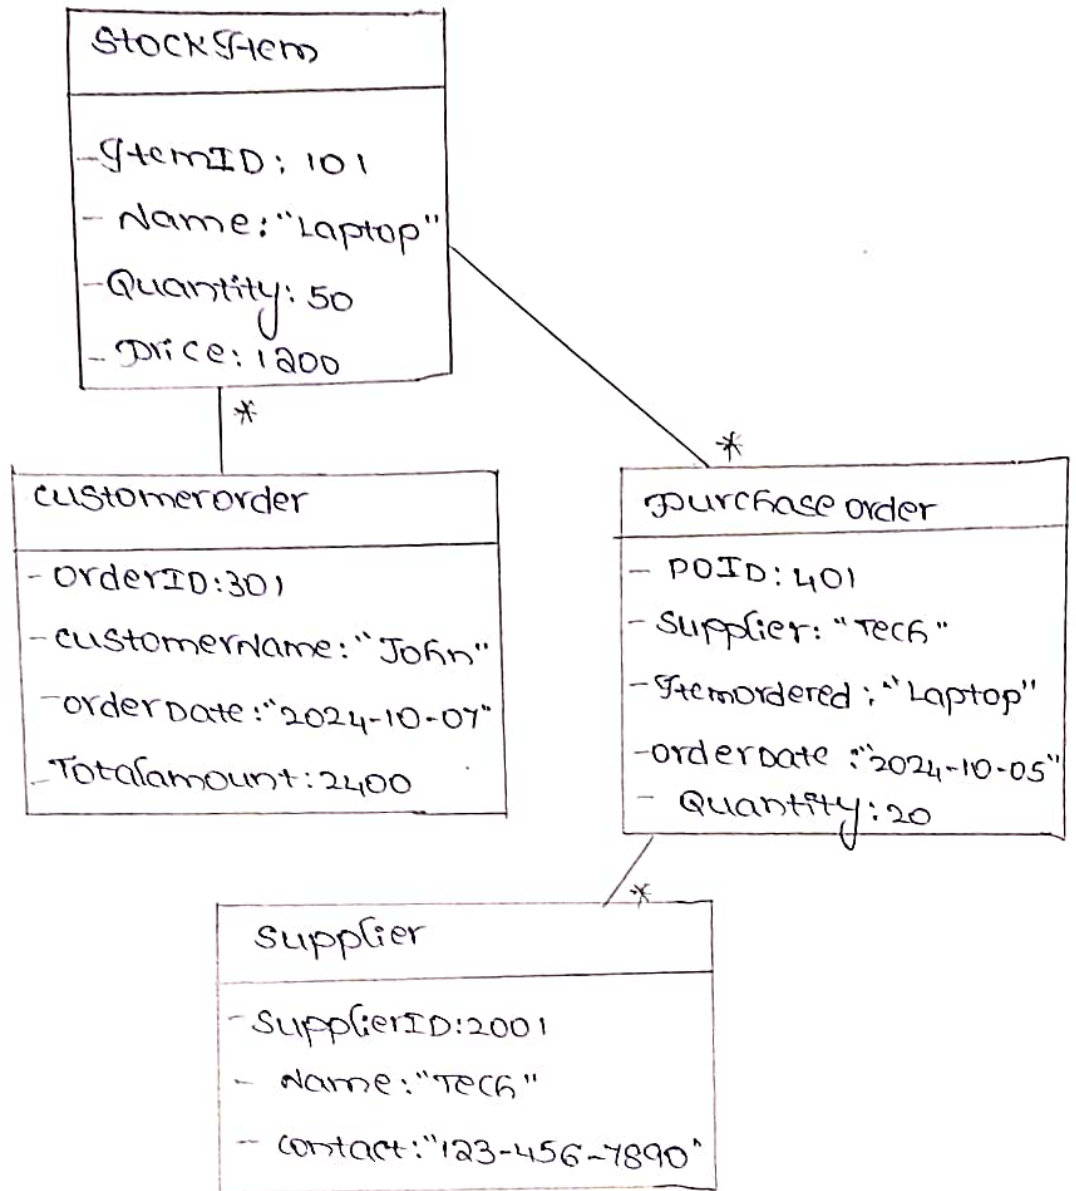 StockItem
- ItemID: 101
- Name: "Laptop"
- Quantity: 50
- Price: 1200
*
*
customerorder
- orderID:301
- customerName: "John"
- orderDate: "2024-10-07"
- Totalamount: 2400
purchase order
- POID: 401
- Supplier: "Tech"
- Itemordered: "Laptop"
- orderDate: "2024-10-05"
- Quantity: 20
*
supplier
- SupplierID:2001
- Name: "Tech"
- contact: "123-456-7890"